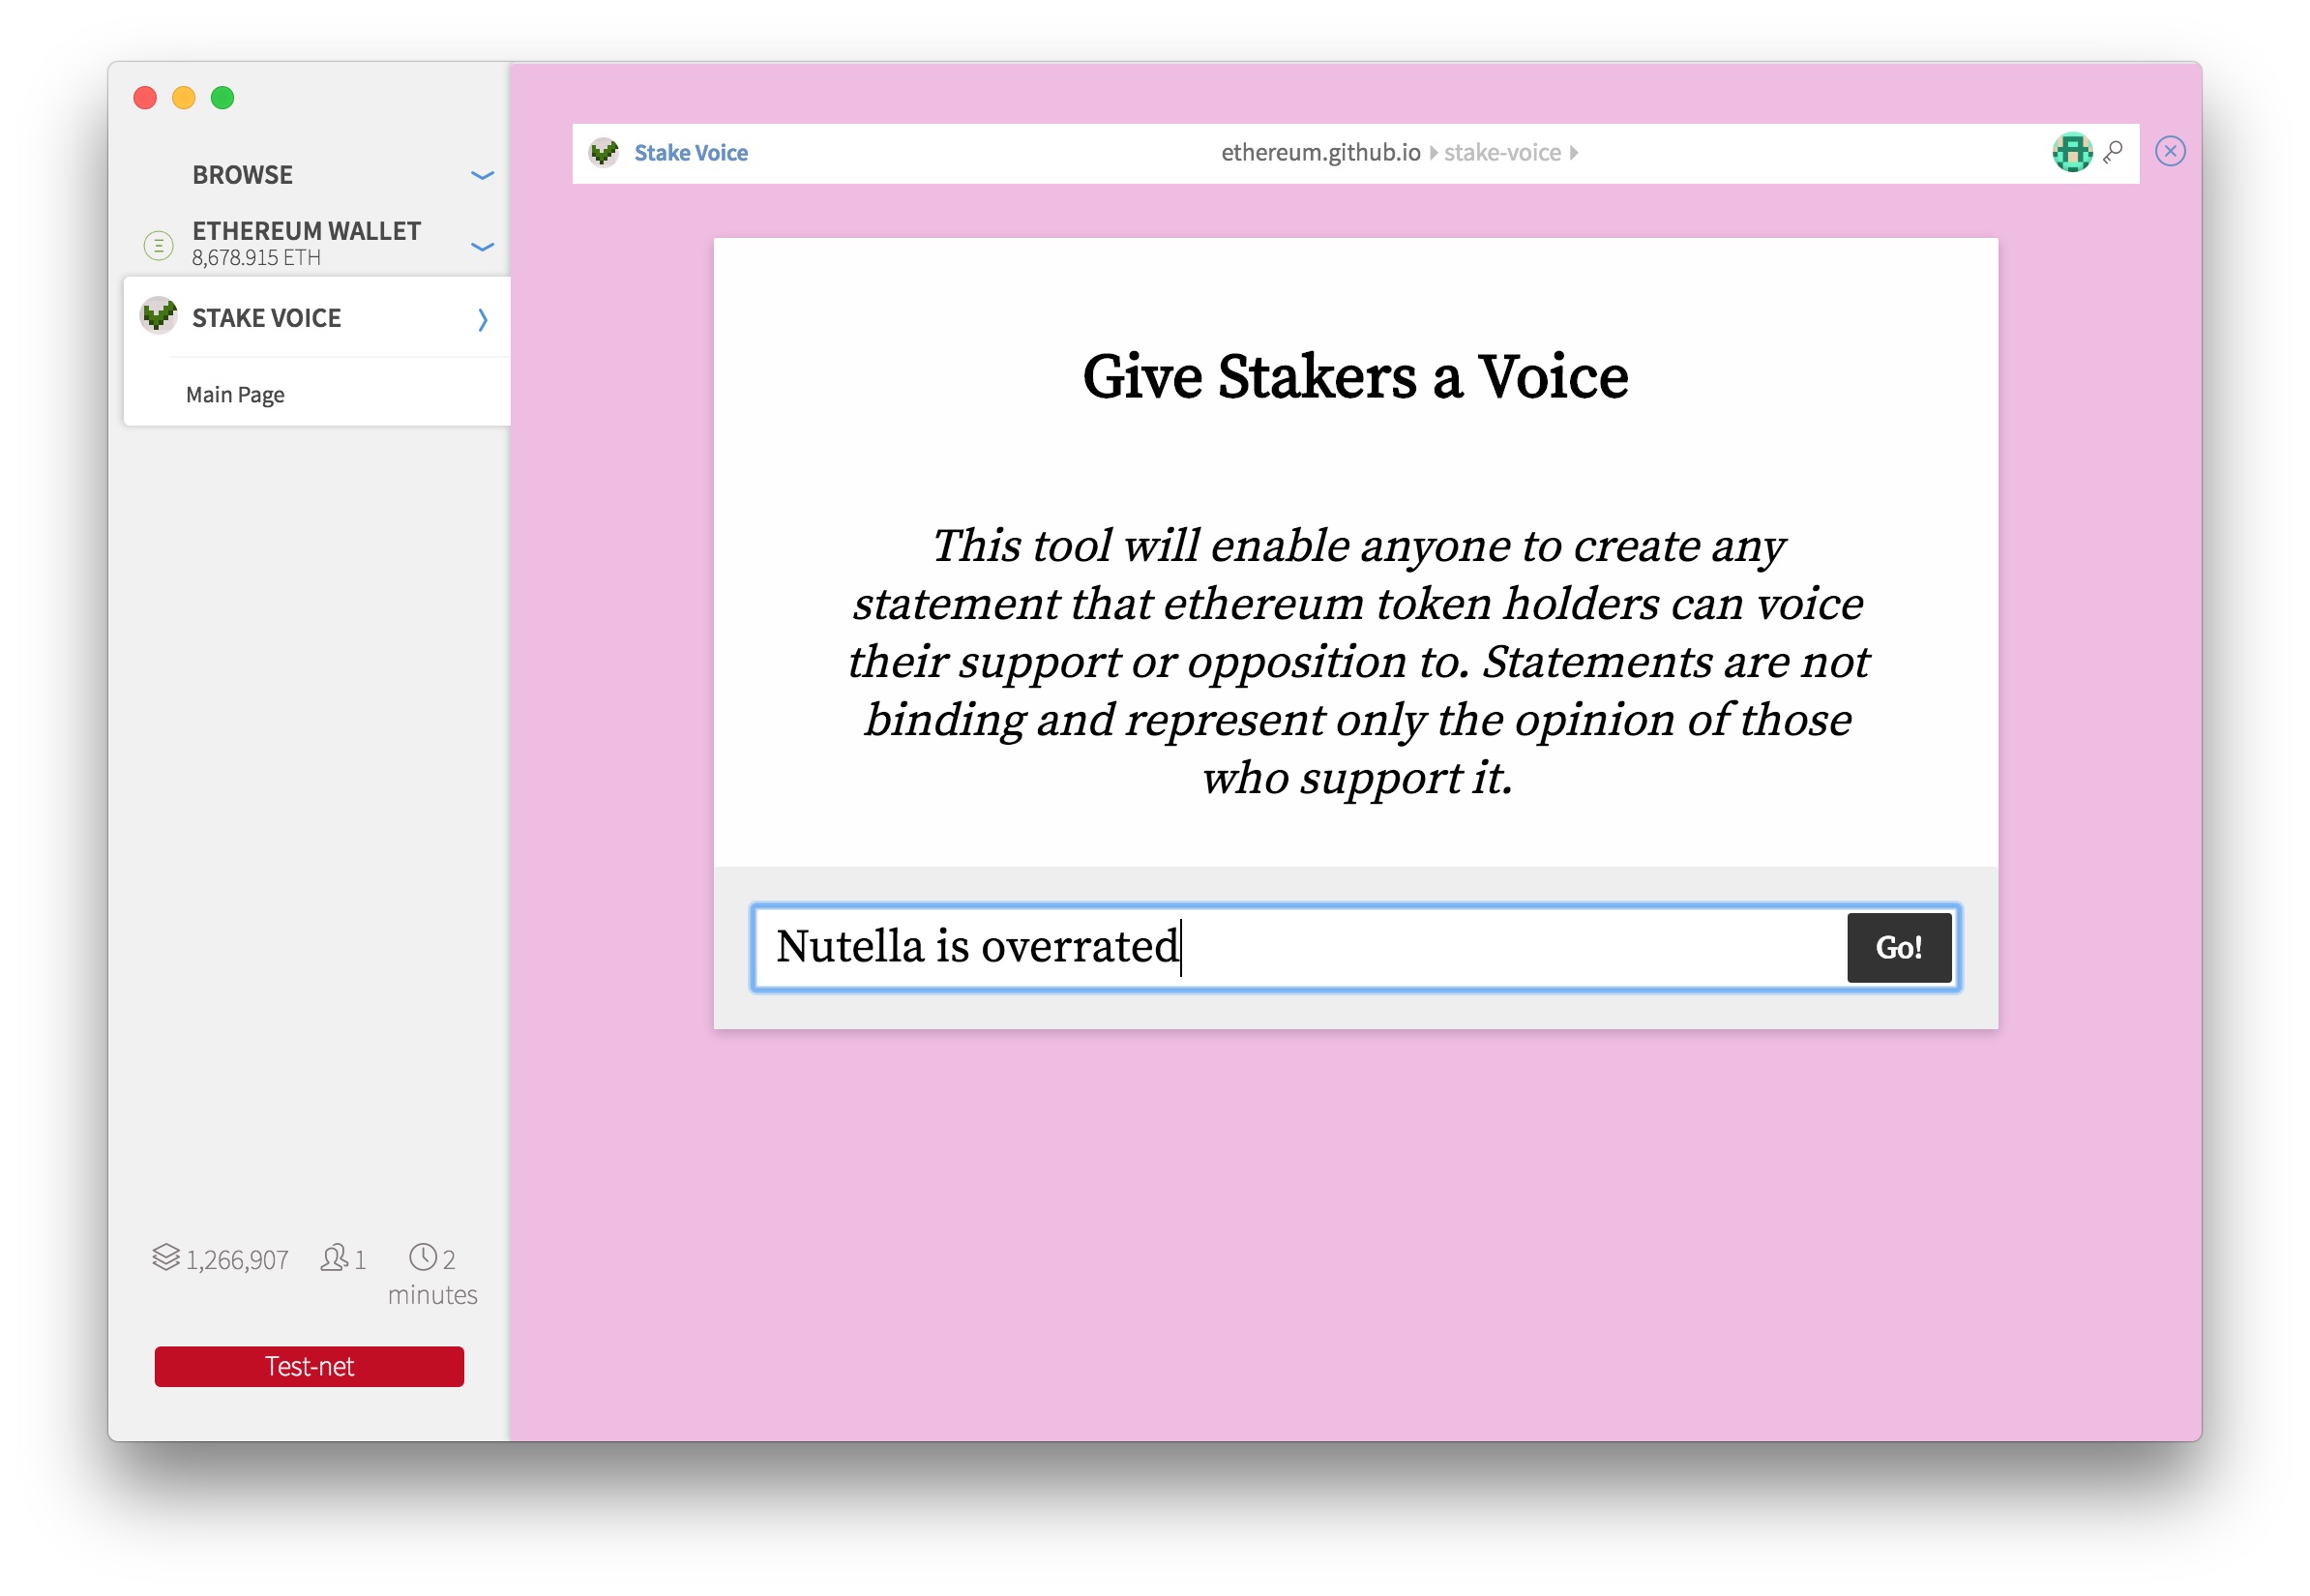 BROWSE
ETHEREUM WALLET
8,678.915 ETH
STAKE VOICE
Main Page
1,266,907
1
2
minutes
Test-net
Stake Voice
ethereum.github.io
stake-voice
Give Stakers a Voice
This tool will enable anyone to create any
statement that ethereum token holders can voice
their support or opposition to. Statements are not
binding and represent only the opinion of those
who support it.
Nutella is overrated
Go!